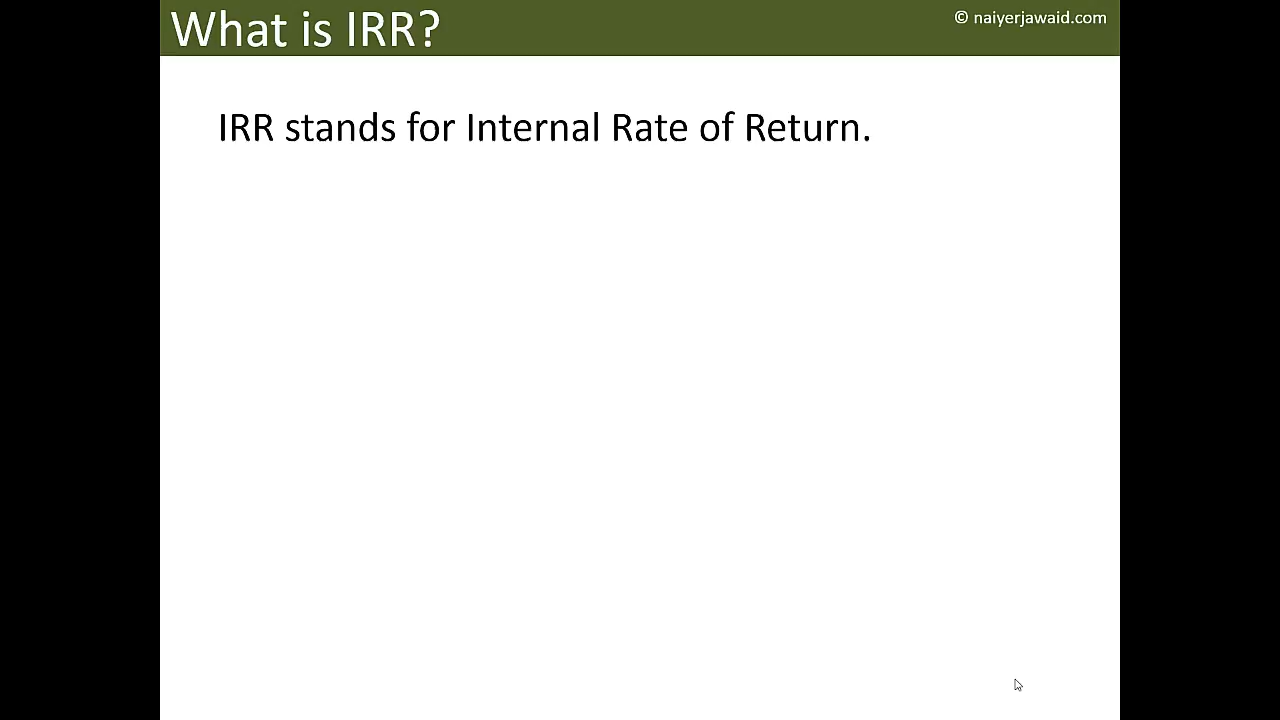 What is IRR?
© naiyerjawaid.com
IRR stands for Internal Rate of Return.